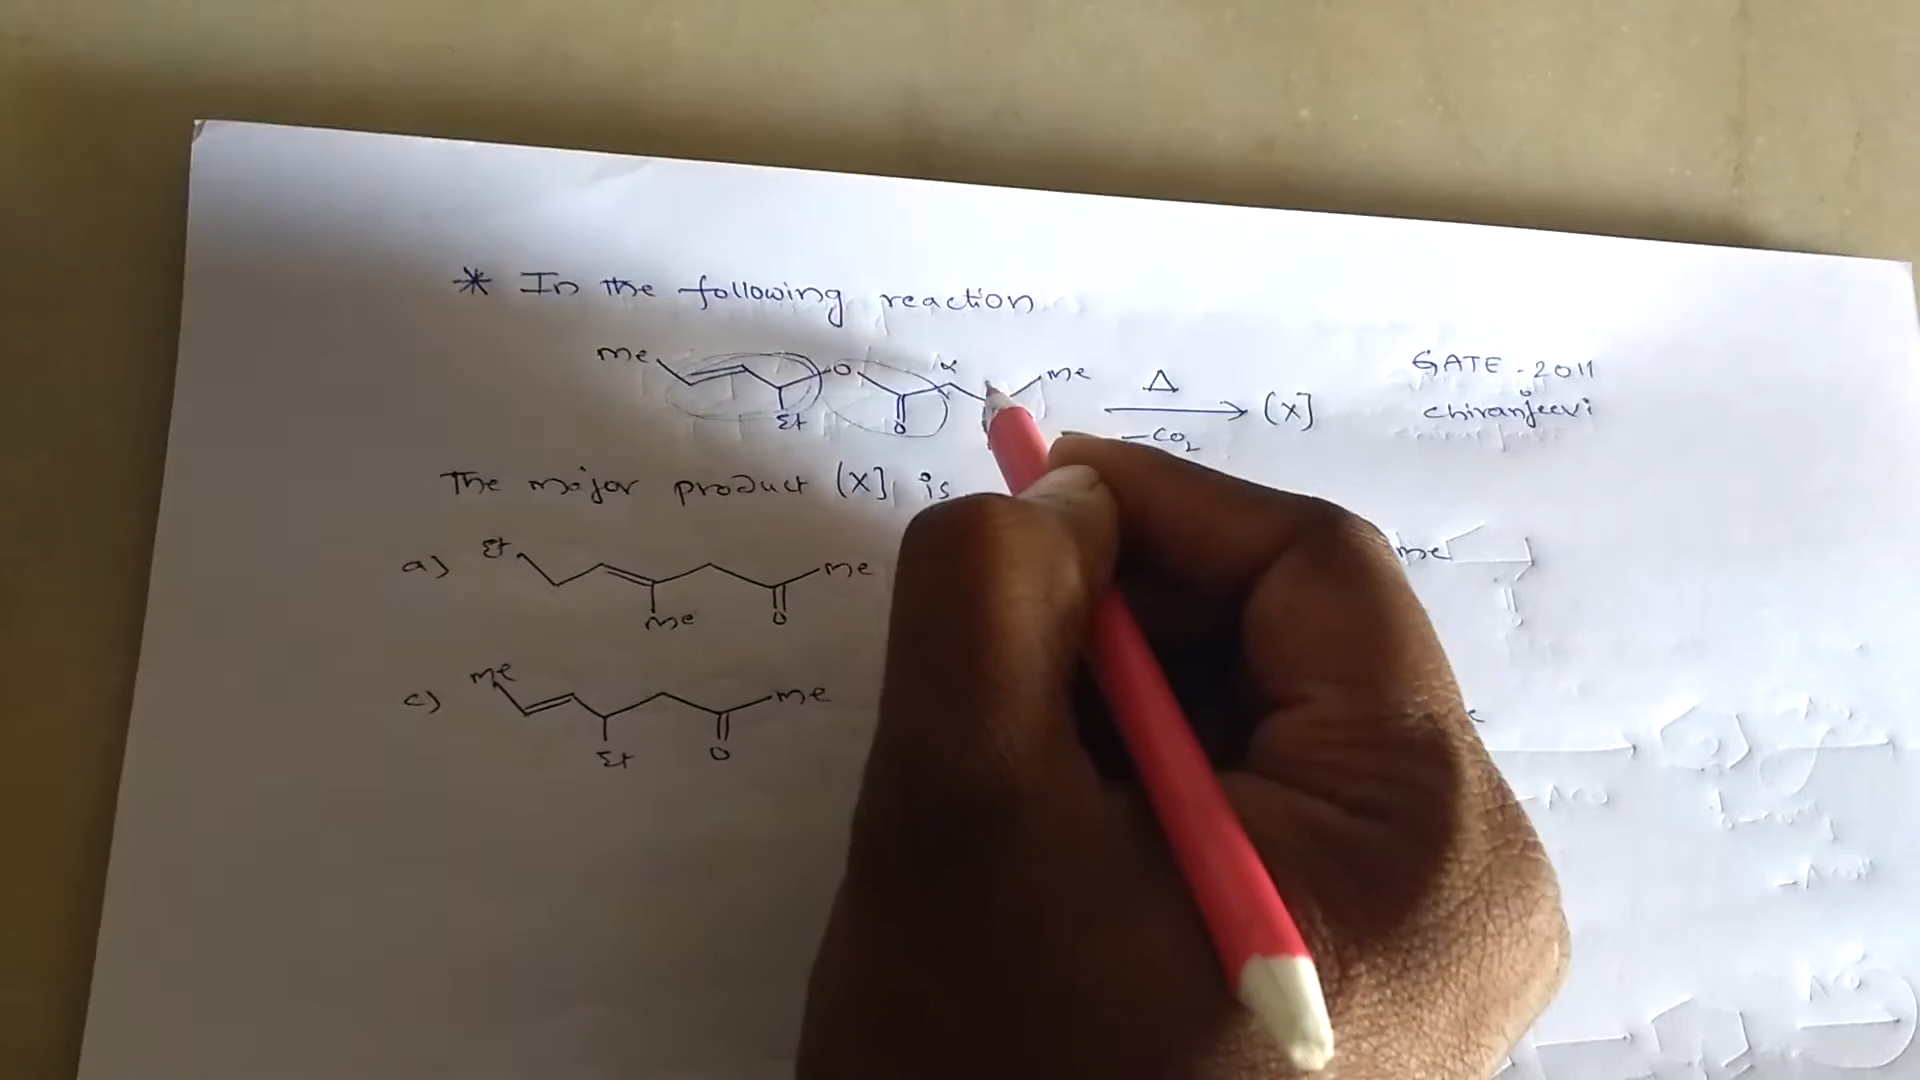 * In the following reaction
Me O α Me Δ (X] GATE-2011
Et O -CO₂ chiranjeevi
The major product (X] is
a) Et Me Me O
me
c) me Et O me